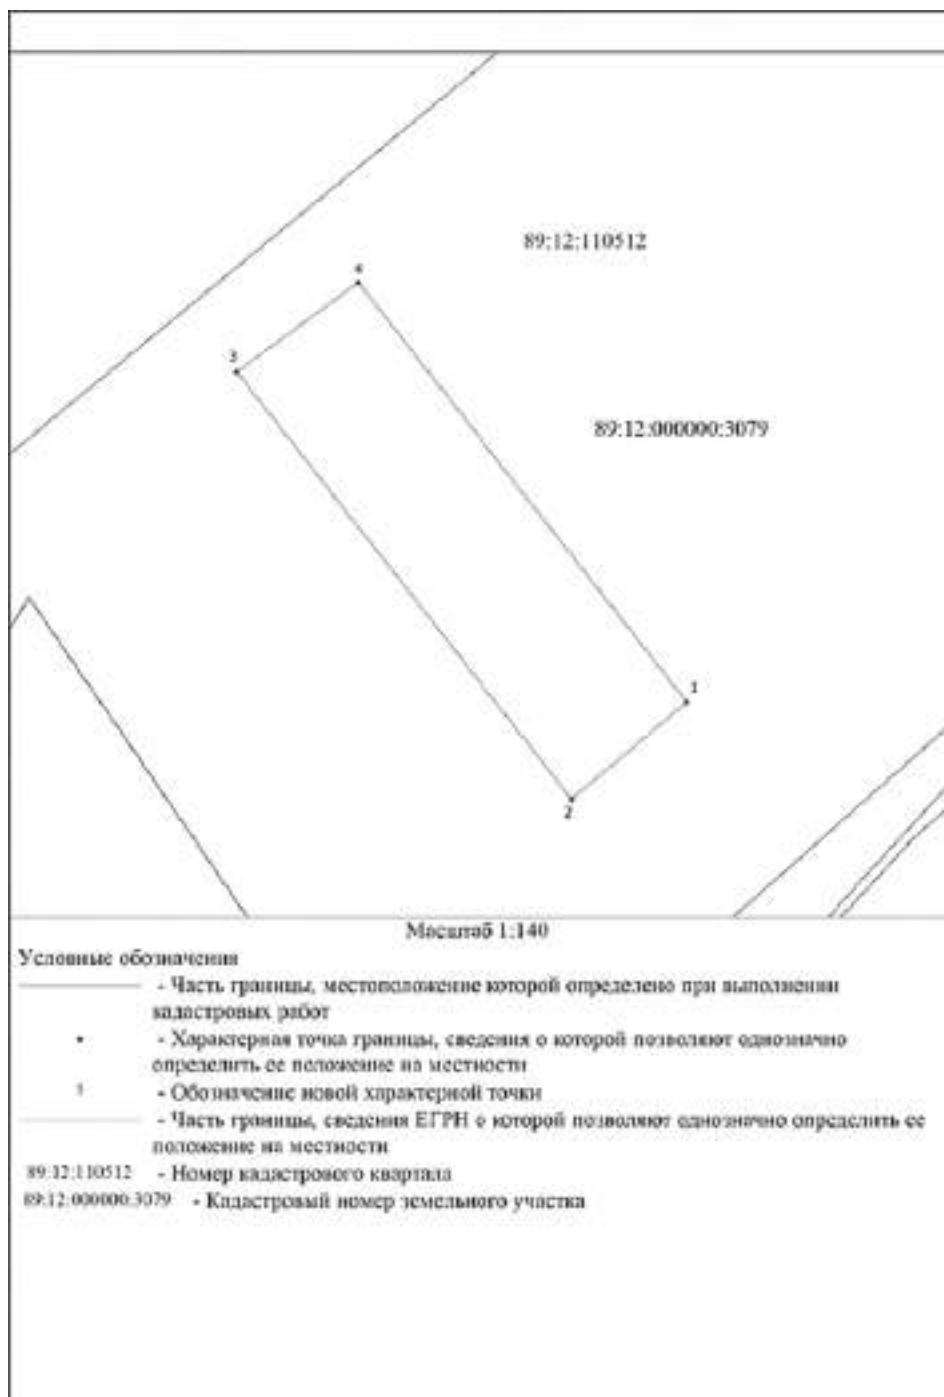 89:12:110512
4
3
89:12:000000:3079
1
2
Масштаб 1:140
Условные обозначения
- Часть границы, местоположение которой определено при выполнении
кадастровых работ
- Характерная точка границы, сведения о которой позволяют однозначно
определить ее положение на местности
1 - Обозначение новой характерной точки
- Часть границы, сведения ЕГРН о которой позволяют однозначно определить ее
положение на местности
89:12:110512 - Номер кадастрового квартала
89:12:000000:3079 - Кадастровый номер земельного участка